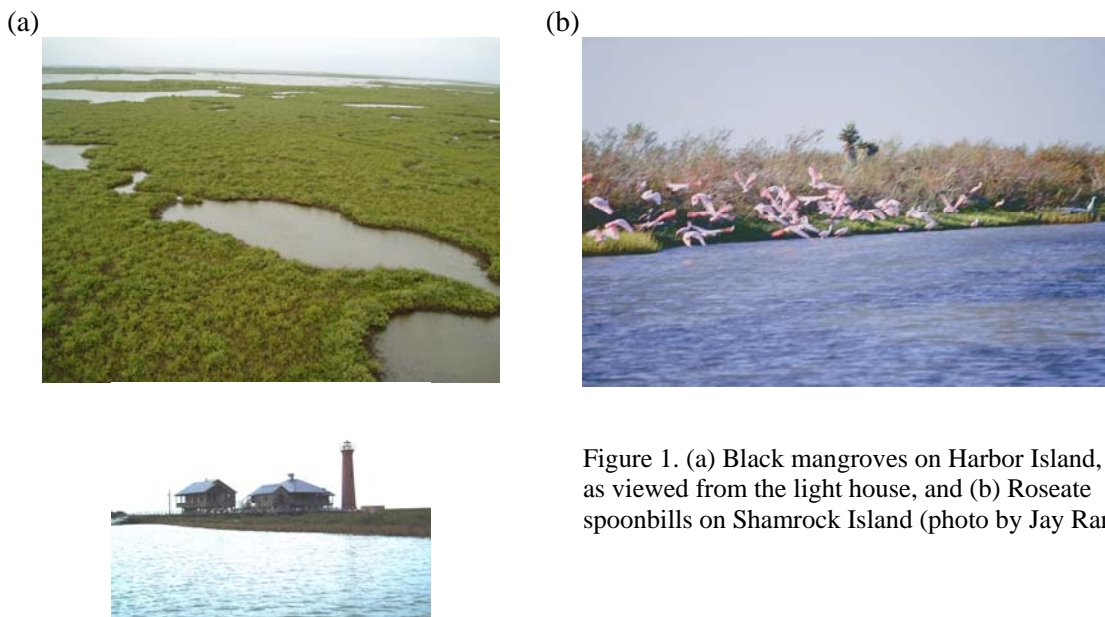 (a)
(b)
Figure 1. (a) Black mangroves on Harbor Island,
as viewed from the light house, and (b) Roseate
spoonbills on Shamrock Island (photo by Jay